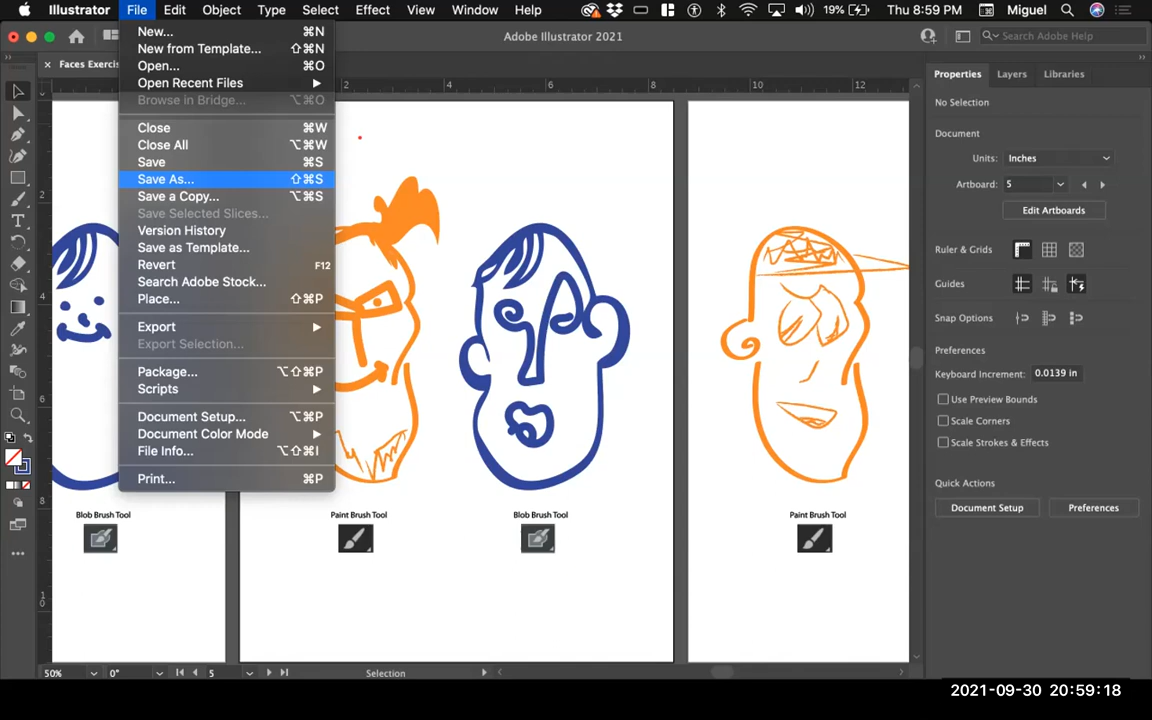 Illustrator File Edit Object Type Select Effect View Window Help 19% Thu 8:59 PM Miguel
Adobe Illustrator 2021
Search Adobe Help
× Faces Exercis
New... ⌘N
New from Template... ⇧⌘N
Open... ⌘O
Open Recent Files
Browse in Bridge... ⌥⌘O
Close ⌘W
Close All ⌥⌘W
Save ⌘S
Save As... ⇧⌘S
Save a Copy... ⌥⌘S
Save Selected Slices...
Version History
Save as Template...
Revert F12
Search Adobe Stock...
Place... ⇧⌘P
Export
Export Selection...
Package... ⌥⇧⌘P
Scripts
Document Setup... ⌥⌘P
Document Color Mode
File Info... ⌥⇧⌘I
Print... ⌘P
2 4 6 8 10 12
2
4
6
8
10
Blob Brush Tool
Paint Brush Tool
Blob Brush Tool
Paint Brush Tool
Properties Layers Libraries
No Selection
Document
Units: Inches
Artboard: 5
Edit Artboards
Ruler & Grids
Guides
Snap Options
Preferences
Keyboard Increment: 0.0139 in
Use Preview Bounds
Scale Corners
Scale Strokes & Effects
Quick Actions
Document Setup Preferences
50% 0° 5 Selection
2021-09-30 20:59:18